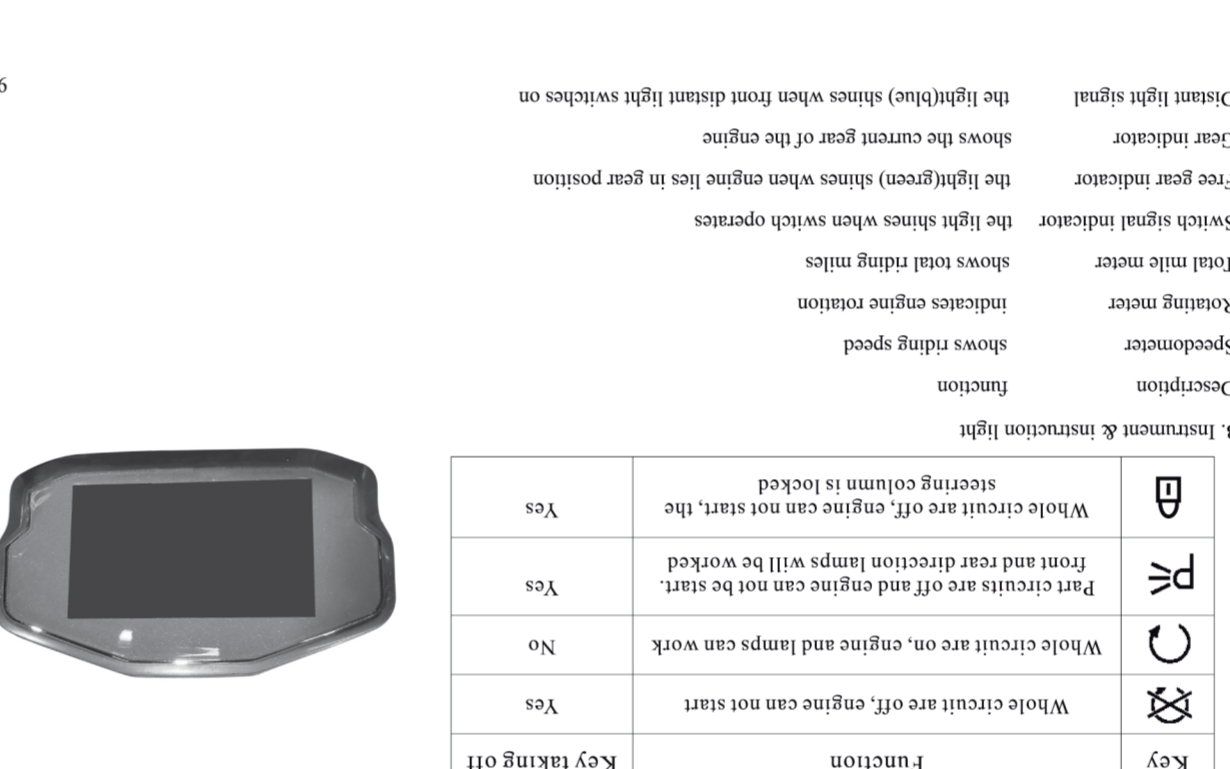 Key Function Key taking off
Whole circuit are off, engine can not start Yes
Whole circuit are on, engine and lamps can work No
Part circuits are off and engine can not be start. Yes
front and rear direction lamps will be worked
Whole circuit are off, engine can not start, the Yes
steering column is locked
B. Instrument & instruction light
Description function
Speedometer shows riding speed
Rotating meter indicates engine rotation
Total mile meter shows total riding miles
Switch signal indicator the light shines when switch operates
Free gear indicator the light(green) shines when engine lies in gear position
Gear indicator shows the current gear of the engine
Distant light signal the light(blue) shines when front distant light switches on